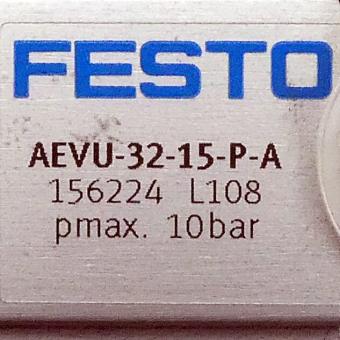 FESTO
AEVU-32-15-P-A
156224 L108
pmax. 10bar